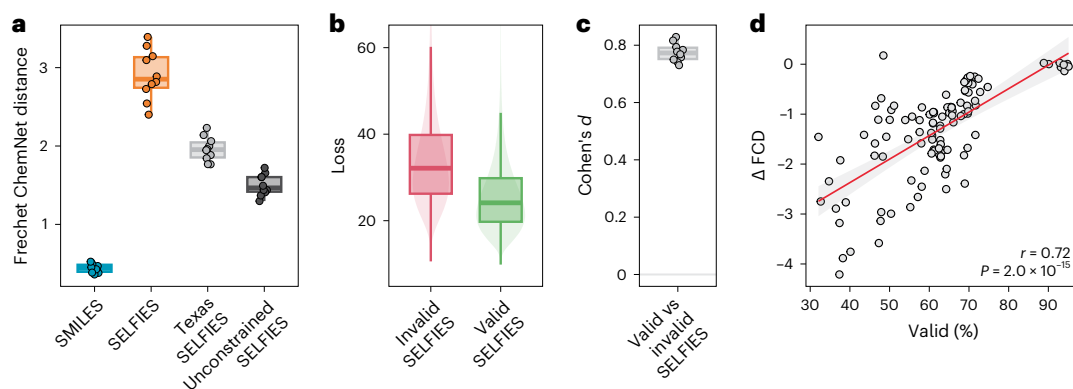 a
Frechet ChemNet distance
3
2
1
SMILES
SELFIES
Texas
SELFIES
Unconstrained
SELFIES
b
Loss
60
40
20
Invalid
SELFIES
Valid
SELFIES
c
Cohen's d
0.8
0.6
0.4
0.2
0
Valid vs
invalid
SELFIES
d
Δ FCD
0
−1
−2
−3
−4
r = 0.72
P = 2.0 × 10⁻¹⁵
30 40 50 60 70 80 90
Valid (%)